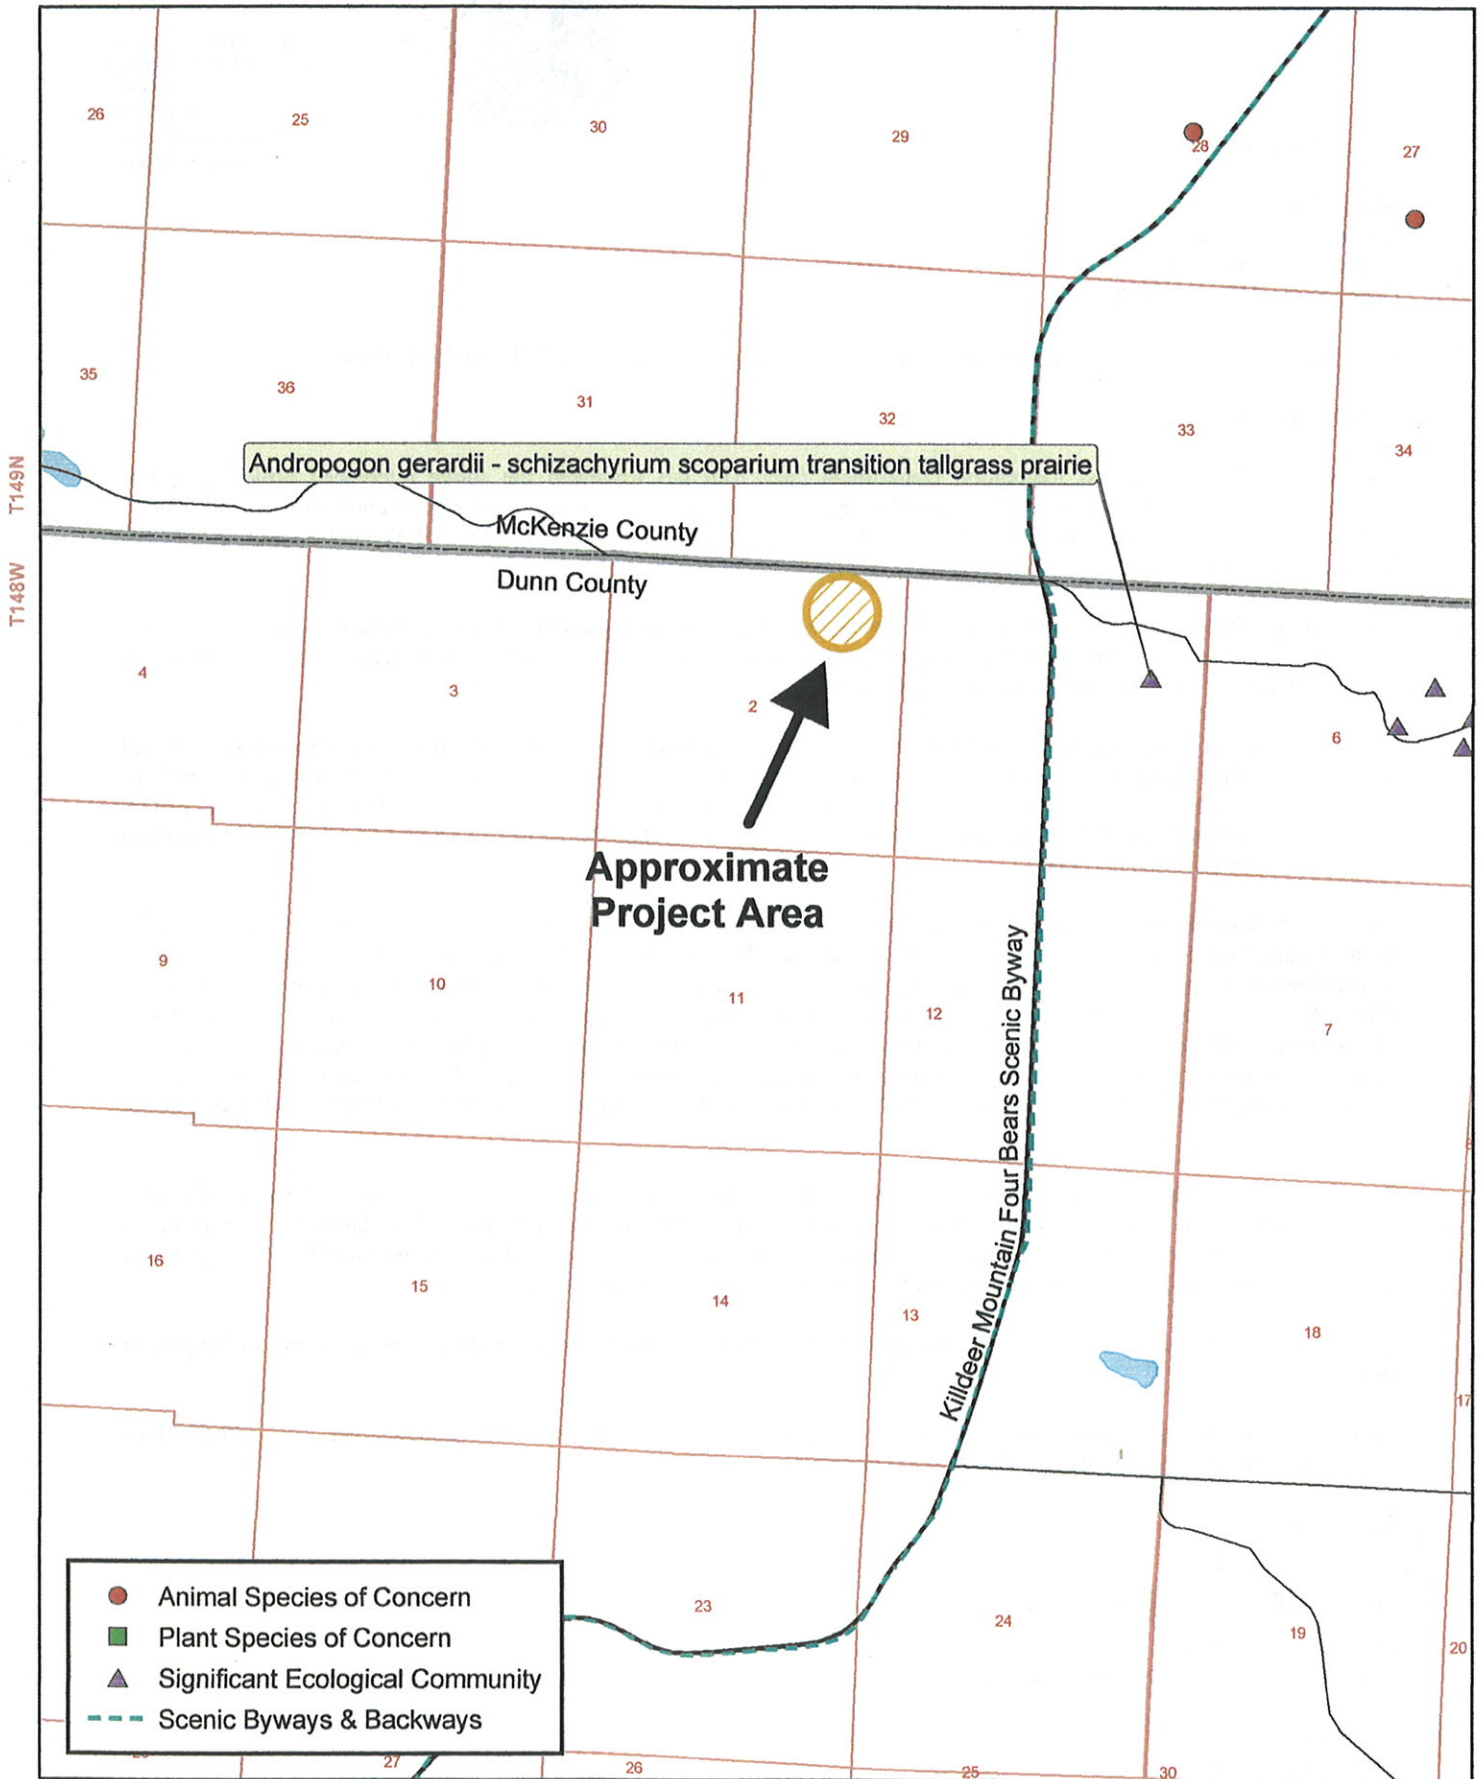 26
25
30
29
28
27
35
36
31
32
33
34
T149N
Andropogon gerardii - schizachyrium scoparium transition tallgrass prairie
McKenzie County
Dunn County
T148W
4
3
2
6
Approximate
Project Area
9
10
11
12
7
Killdeer Mountain Four Bears Scenic Byway
16
15
14
13
18
17
23
24
19
20
Animal Species of Concern
Plant Species of Concern
Significant Ecological Community
Scenic Byways & Backways
27
26
25
30